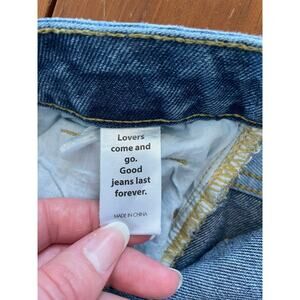 Lovers
come and
go.
Good
jeans last
forever.
MADE IN CHINA